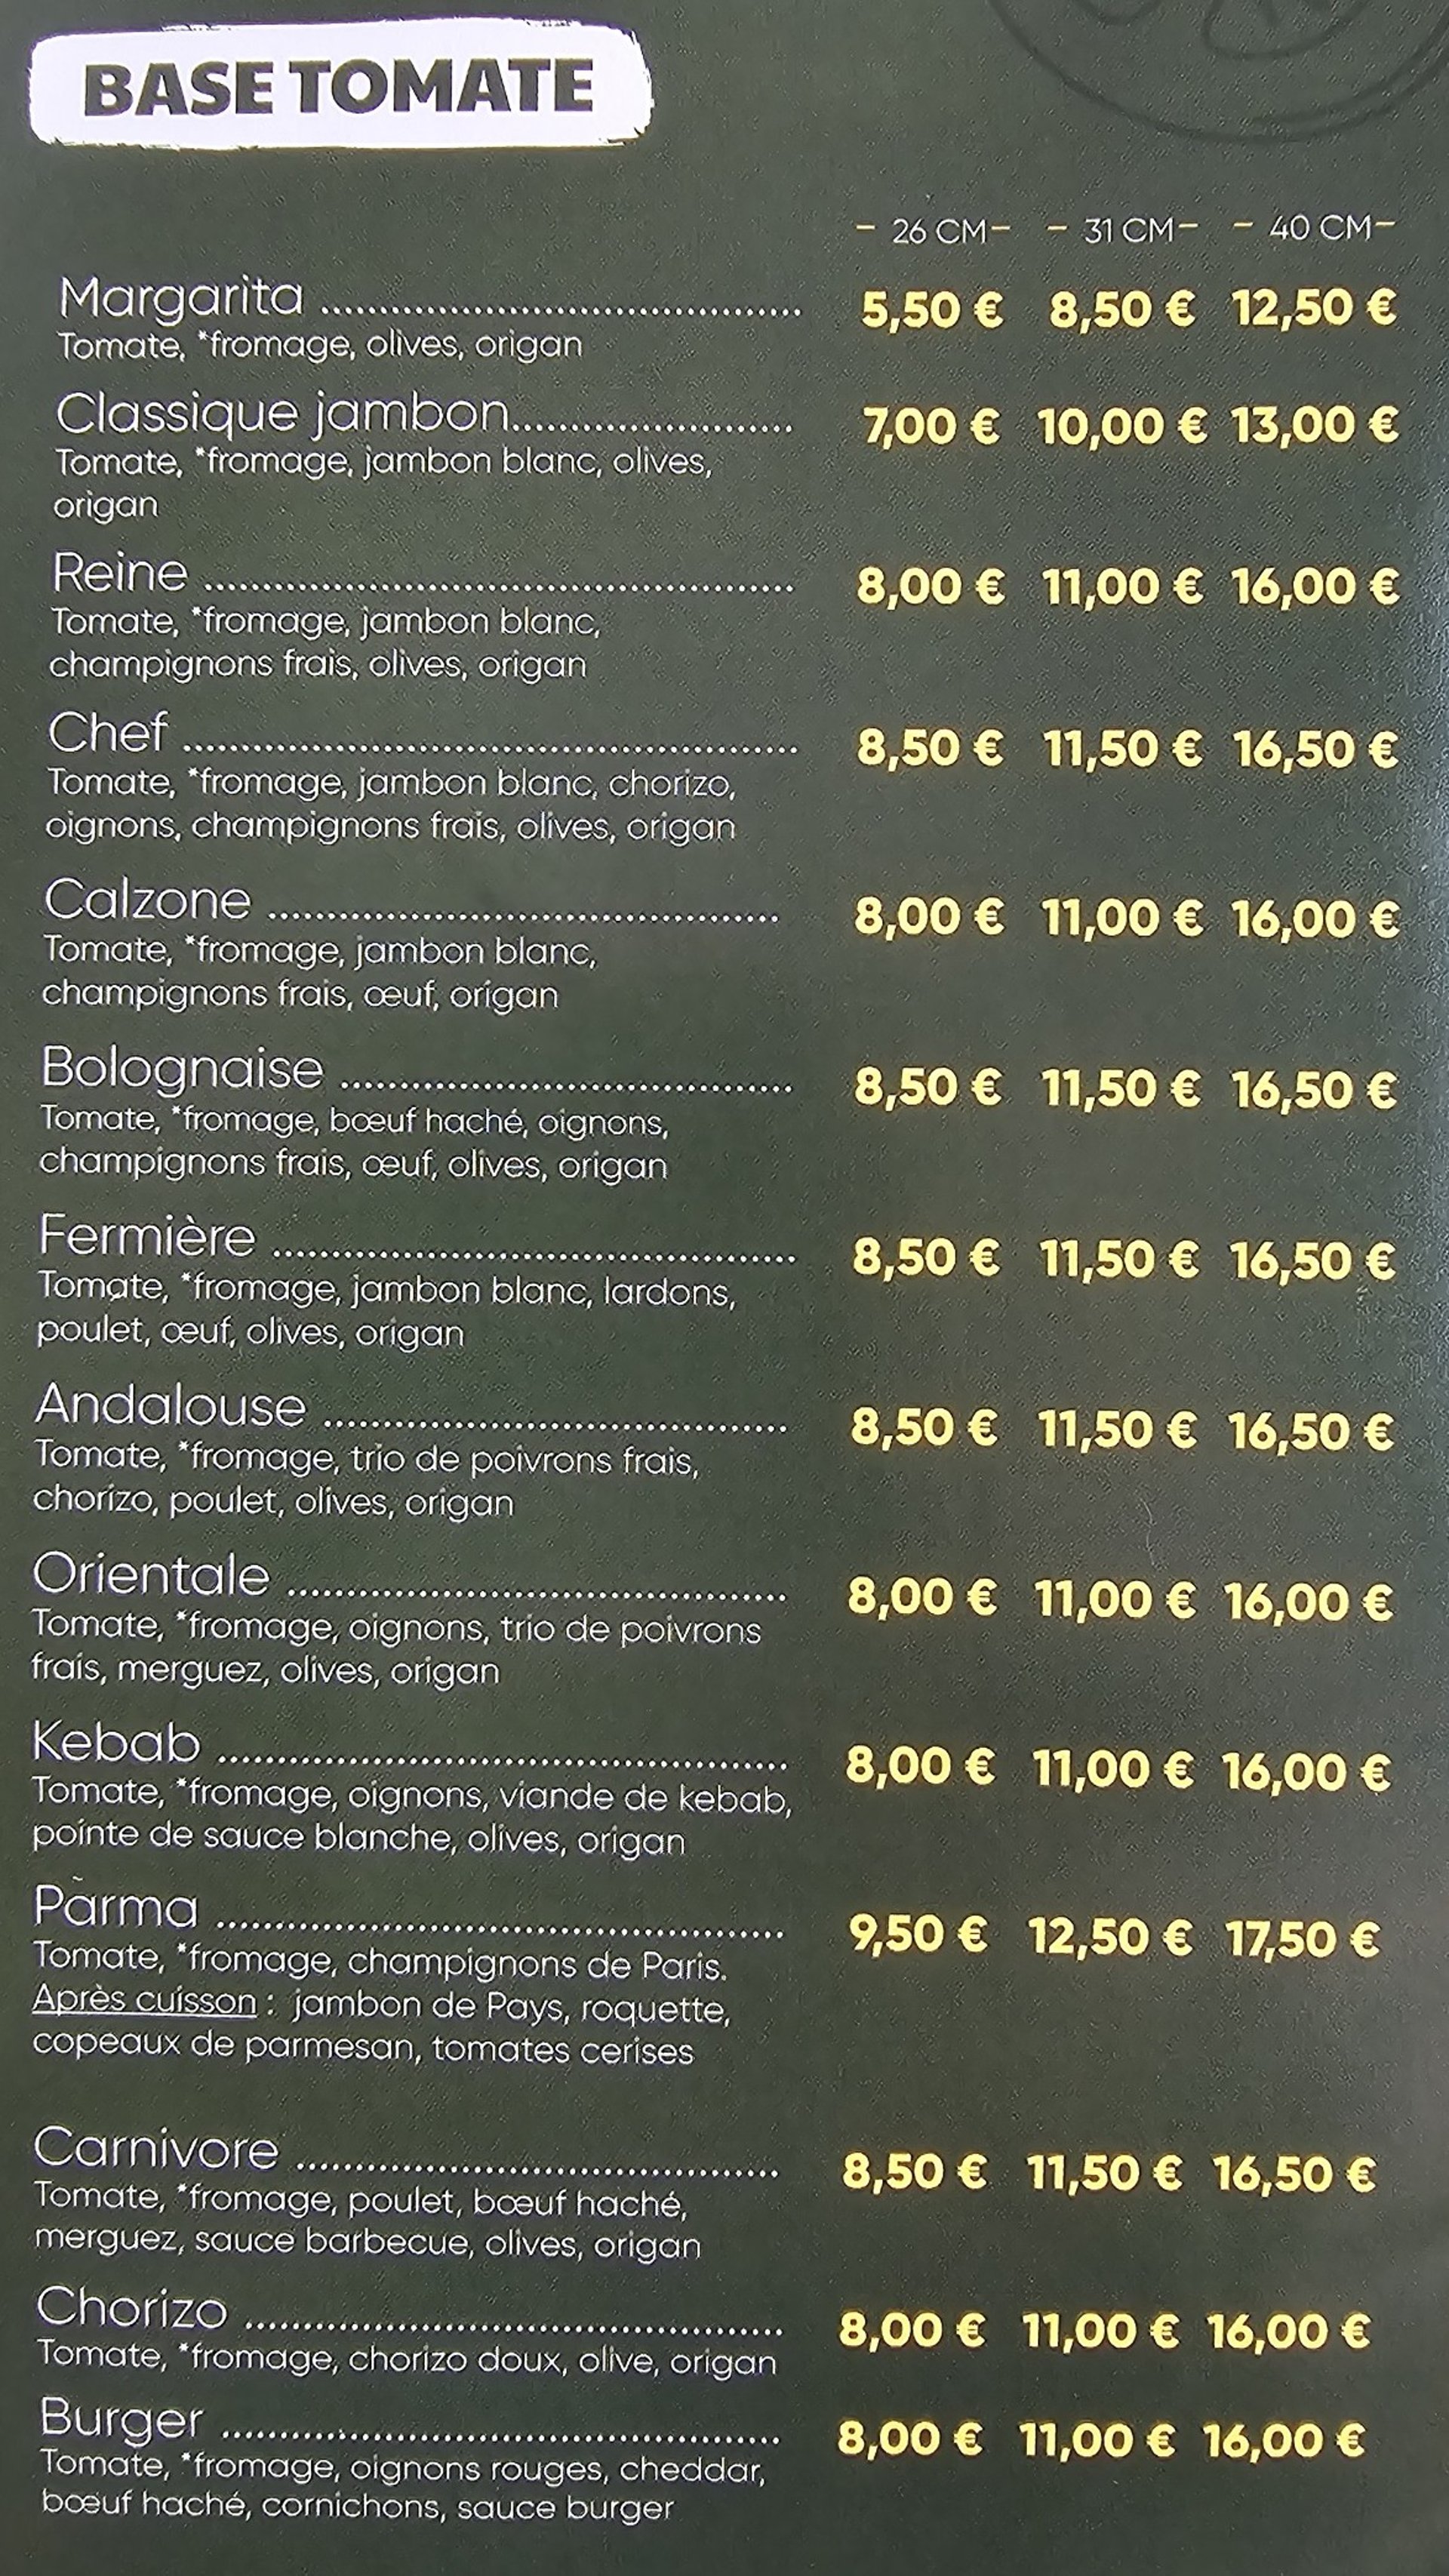 BASE TOMATE
- 26 CM - - 31 CM - - 40 CM -
Margarita ........................................ 5,50 € 8,50 € 12,50 €
Tomate, *fromage, olives, origan
Classique jambon........................ 7,00 € 10,00 € 13,00 €
Tomate, *fromage, jambon blanc, olives,
origan
Reine .................................................. 8,00 € 11,00 € 16,00 €
Tomate, *fromage, jambon blanc,
champignons frais, olives, origan
Chef .................................................... 8,50 € 11,50 € 16,50 €
Tomate, *fromage, jambon blanc, chorizo,
oignons, champignons frais, olives, origan
Calzone ........................................... 8,00 € 11,00 € 16,00 €
Tomate, *fromage, jambon blanc,
champignons frais, œuf, origan
Bolognaise ...................................... 8,50 € 11,50 € 16,50 €
Tomate, *fromage, bœuf haché, oignons,
champignons frais, œuf, olives, origan
Fermière ............................................ 8,50 € 11,50 € 16,50 €
Tomate, *fromage, jambon blanc, lardons,
poulet, œuf, olives, origan
Andalouse ....................................... 8,50 € 11,50 € 16,50 €
Tomate, *fromage, trio de poivrons frais,
chorizo, poulet, olives, origan
Orientale .......................................... 8,00 € 11,00 € 16,00 €
Tomate, *fromage, oignons, trio de poivrons
frais, merguez, olives, origan
Kebab ................................................ 8,00 € 11,00 € 16,00 €
Tomate, *fromage, oignons, viande de kebab,
pointe de sauce blanche, olives, origan
Parma ................................................ 9,50 € 12,50 € 17,50 €
Tomate, *fromage, champignons de Paris.
Après cuisson : jambon de Pays, roquette,
copeaux de parmesan, tomates cerises
Carnivore ......................................... 8,50 € 11,50 € 16,50 €
Tomate, *fromage, poulet, bœuf haché,
merguez, sauce barbecue, olives, origan
Chorizo .............................................. 8,00 € 11,00 € 16,00 €
Tomate, *fromage, chorizo doux, olive, origan
Burger ............................................... 8,00 € 11,00 € 16,00 €
Tomate, *fromage, oignons rouges, cheddar,
bœuf haché, cornichons, sauce burger